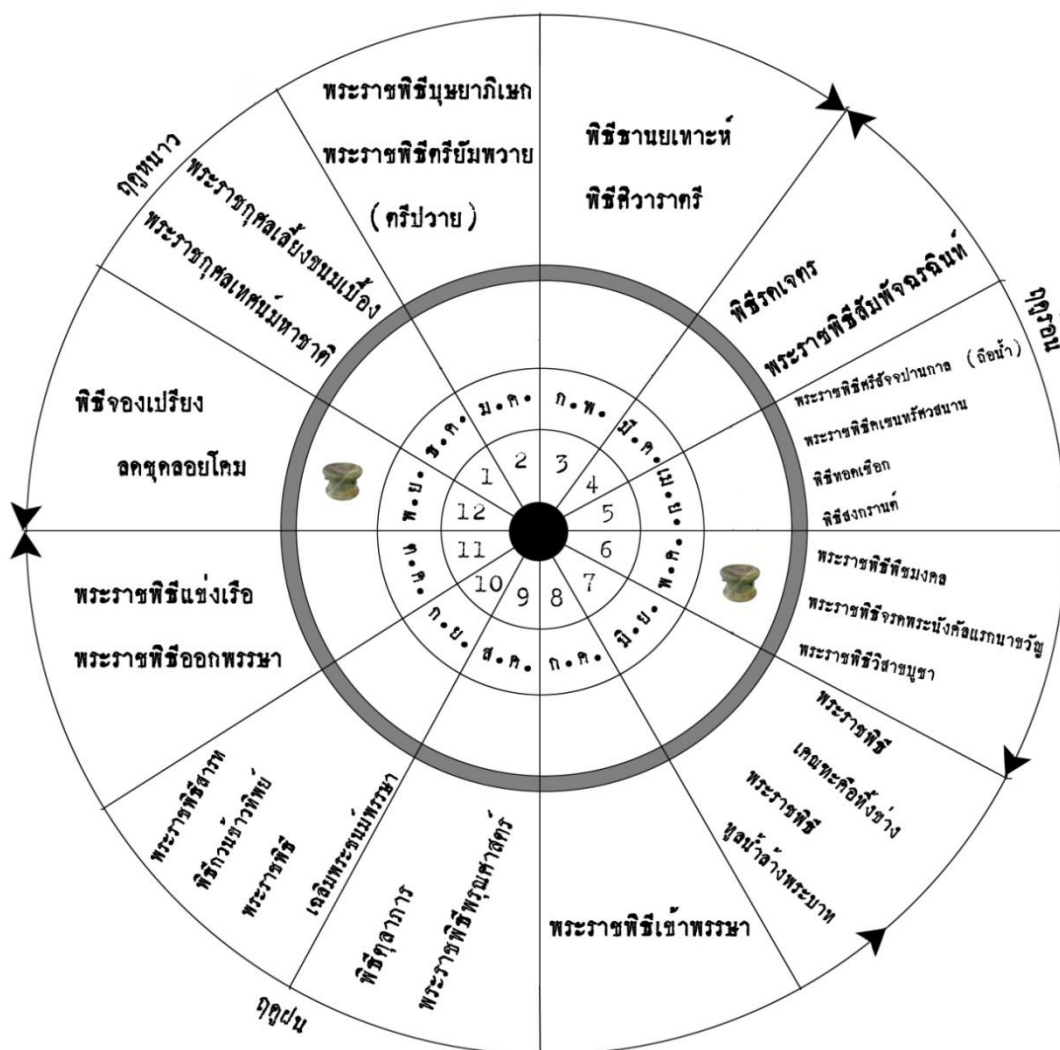 พระราชพิธีบุษยาภิเษก
พระราชพิธีตรียัมพวาย
(ตรีปวาย)
พิธีธานยเทาะห์
พิธีศิวาราตรี
พิธีรดเจตร
พระราชพิธีสัมพัจฉรฉินท์
ฤดูร้อน
พระราชพิธีศรีสัจจปานกาล (ถือน้ำ)
พระราชพิธีคเชนทรัศวสนาน
พิธีทอดเชือก
พิธีสงกรานต์
พระราชพิธีพืชมงคล
พระราชพิธีจรดพระนังคัลแรกนาขวัญ
พระราชพิธีวิสาขบูชา
พระราชพิธี
เคณฑะคือทิ้งข่าง
พระราชพิธี
ทูลน้ำล้างพระบาท
พระราชพิธีเข้าพรรษา
พระราชพิธีพรุณศาสตร์
พิธีตุลาการ
ฤดูฝน
เฉลิมพระชนม์พรรษา
พระราชพิธี
พิธีกวนข้าวทิพย์
พระราชพิธีสารท
พระราชพิธีแข่งเรือ
พระราชพิธีออกพรรษา
พิธีจองเปรียง
ลดชุดลอยโคม
ฤดูหนาว
พระราชกุศลเลี้ยงขนมเบื้อง
พระราชกุศลเทศน์มหาชาติ
ม.ค.
ก.พ.
มี.ค.
เม.ย.
พ.ค.
มิ.ย.
ก.ค.
ส.ค.
ก.ย.
ต.ค.
พ.ย.
ธ.ค.
1
2
3
4
5
6
7
8
9
10
11
12